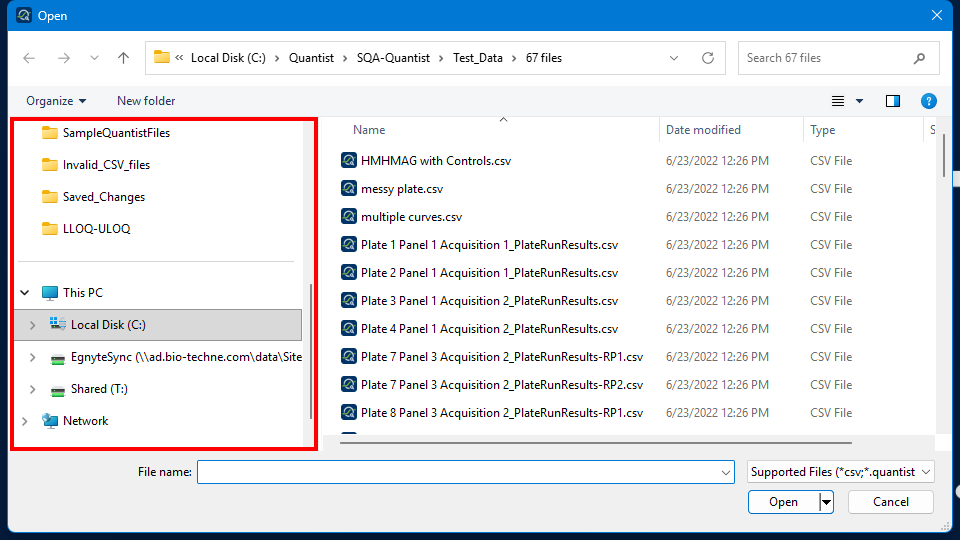 Open
« Local Disk (C:) > Quantist > SQA-Quantist > Test_Data > 67 files
Search 67 files
Organize
New folder
SampleQuantistFiles
Invalid_CSV_files
Saved_Changes
LLOQ-ULOQ
This PC
Local Disk (C:)
EgnyteSync (\\ad.bio-techne.com\data\Site
Shared (T:)
Network
Name Date modified Type S
HMHMAG with Controls.csv 6/23/2022 12:26 PM CSV File
messy plate.csv 6/23/2022 12:26 PM CSV File
multiple curves.csv 6/23/2022 12:26 PM CSV File
Plate 1 Panel 1 Acquisition 1_PlateRunResults.csv 6/23/2022 12:26 PM CSV File
Plate 2 Panel 1 Acquisition 1_PlateRunResults.csv 6/23/2022 12:26 PM CSV File
Plate 3 Panel 1 Acquisition 2_PlateRunResults.csv 6/23/2022 12:26 PM CSV File
Plate 4 Panel 1 Acquisition 2_PlateRunResults.csv 6/23/2022 12:26 PM CSV File
Plate 7 Panel 3 Acquisition 2_PlateRunResults-RP1.csv 6/23/2022 12:26 PM CSV File
Plate 7 Panel 3 Acquisition 2_PlateRunResults-RP2.csv 6/23/2022 12:26 PM CSV File
Plate 8 Panel 3 Acquisition 2_PlateRunResults-RP1.csv 6/23/2022 12:26 PM CSV File
File name:
Supported Files (*csv;*.quantist
Open
Cancel